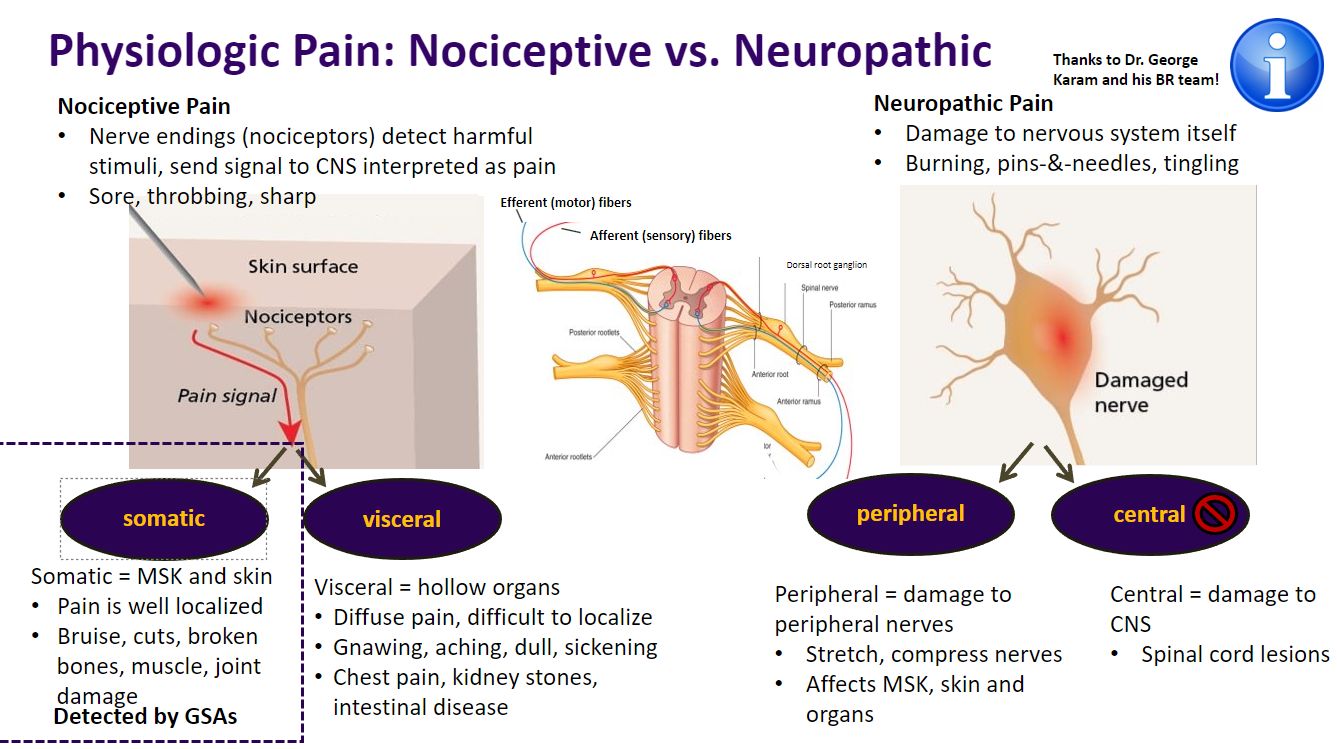 Physiologic Pain: Nociceptive vs. Neuropathic
Thanks to Dr. George
Karam and his BR team!
i
Nociceptive Pain
• Nerve endings (nociceptors) detect harmful
stimuli, send signal to CNS interpreted as pain
• Sore, throbbing, sharp
Skin surface
Nociceptors
Pain signal
Efferent (motor) fibers
Afferent (sensory) fibers
Dorsal root ganglion
Spinal nerve
Posterior ramus
Posterior rootlets
Anterior root
Anterior ramus
Anterior rootlets
Neuropathic Pain
• Damage to nervous system itself
• Burning, pins-&-needles, tingling
Damaged
nerve
somatic
Somatic = MSK and skin
• Pain is well localized
• Bruise, cuts, broken
bones, muscle, joint
damage
Detected by GSAs
visceral
Visceral = hollow organs
• Diffuse pain, difficult to localize
• Gnawing, aching, dull, sickening
• Chest pain, kidney stones,
intestinal disease
peripheral
Peripheral = damage to
peripheral nerves
• Stretch, compress nerves
• Affects MSK, skin and
organs
central
Central = damage to
CNS
• Spinal cord lesions